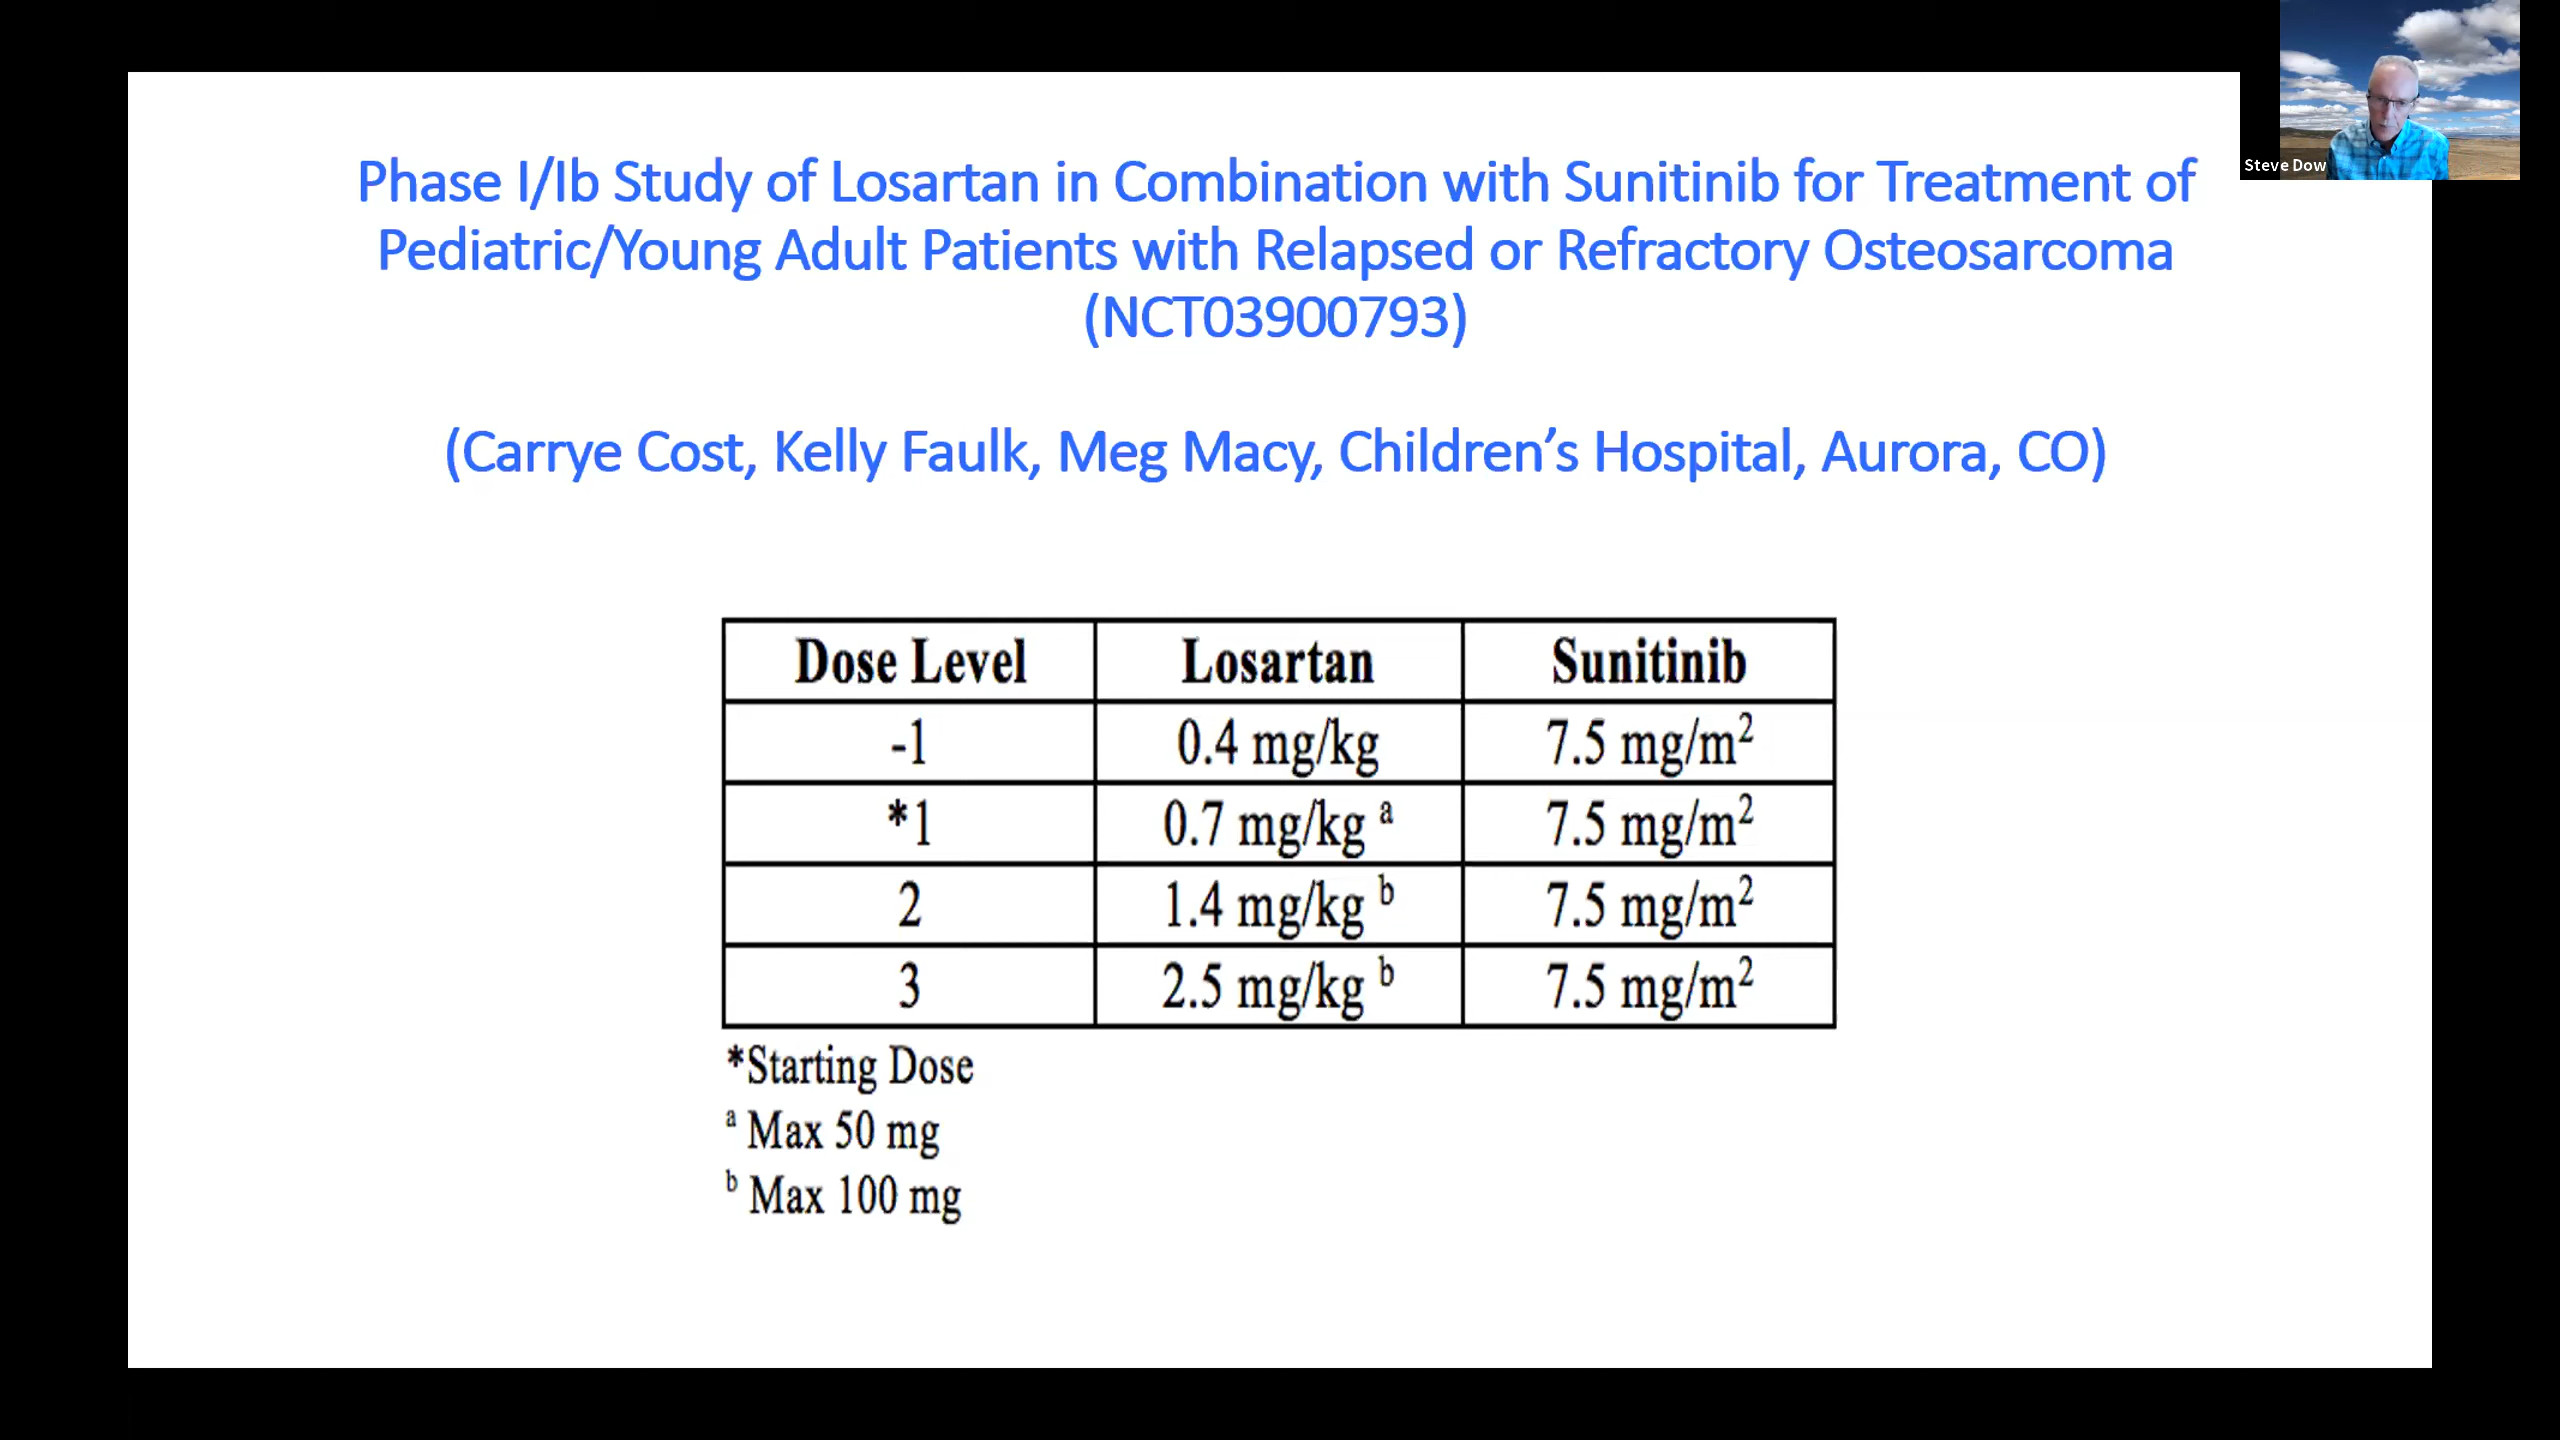 Phase I/Ib Study of Losartan in Combination with Sunitinib for Treatment of
Pediatric/Young Adult Patients with Relapsed or Refractory Osteosarcoma
(NCT03900793)
(Carrye Cost, Kelly Faulk, Meg Macy, Children’s Hospital, Aurora, CO)
Steve Dow
Dose Level Losartan Sunitinib
-1 0.4 mg/kg 7.5 mg/m²
*1 0.7 mg/kg ᵃ 7.5 mg/m²
2 1.4 mg/kg ᵇ 7.5 mg/m²
3 2.5 mg/kg ᵇ 7.5 mg/m²
*Starting Dose
ᵃ Max 50 mg
ᵇ Max 100 mg